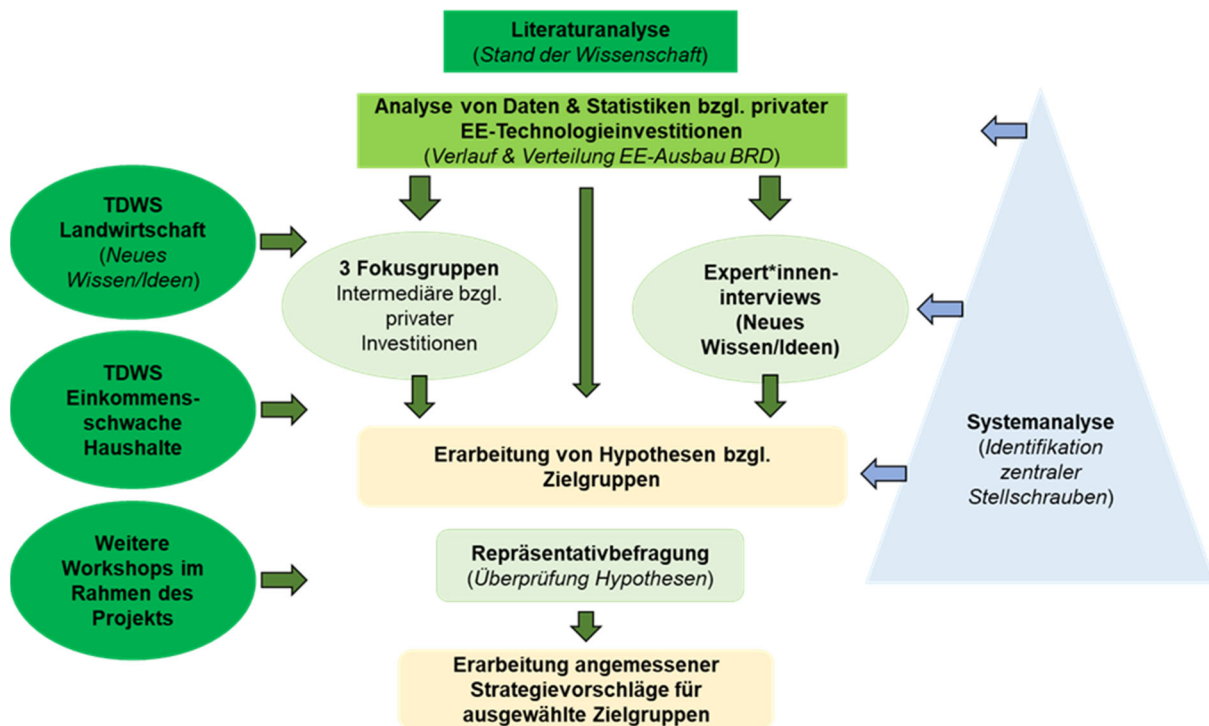 Literaturanalyse
(Stand der Wissenschaft)
Analyse von Daten & Statistiken bzgl. privater
EE-Technologieinvestitionen
(Verlauf & Verteilung EE-Ausbau BRD)
TDWS
Landwirtschaft
(Neues
Wissen/Ideen)
3 Fokusgruppen
Intermediäre bzgl.
privater
Investitionen
Expert*innen-
interviews
(Neues
Wissen/Ideen)
TDWS
Einkommens-
schwache
Haushalte
Erarbeitung von Hypothesen bzgl.
Zielgruppen
Systemanalyse
(Identifikation
zentraler
Stellschrauben)
Weitere
Workshops im
Rahmen des
Projekts
Repräsentativbefragung
(Überprüfung Hypothesen)
Erarbeitung angemessener
Strategievorschläge für
ausgewählte Zielgruppen